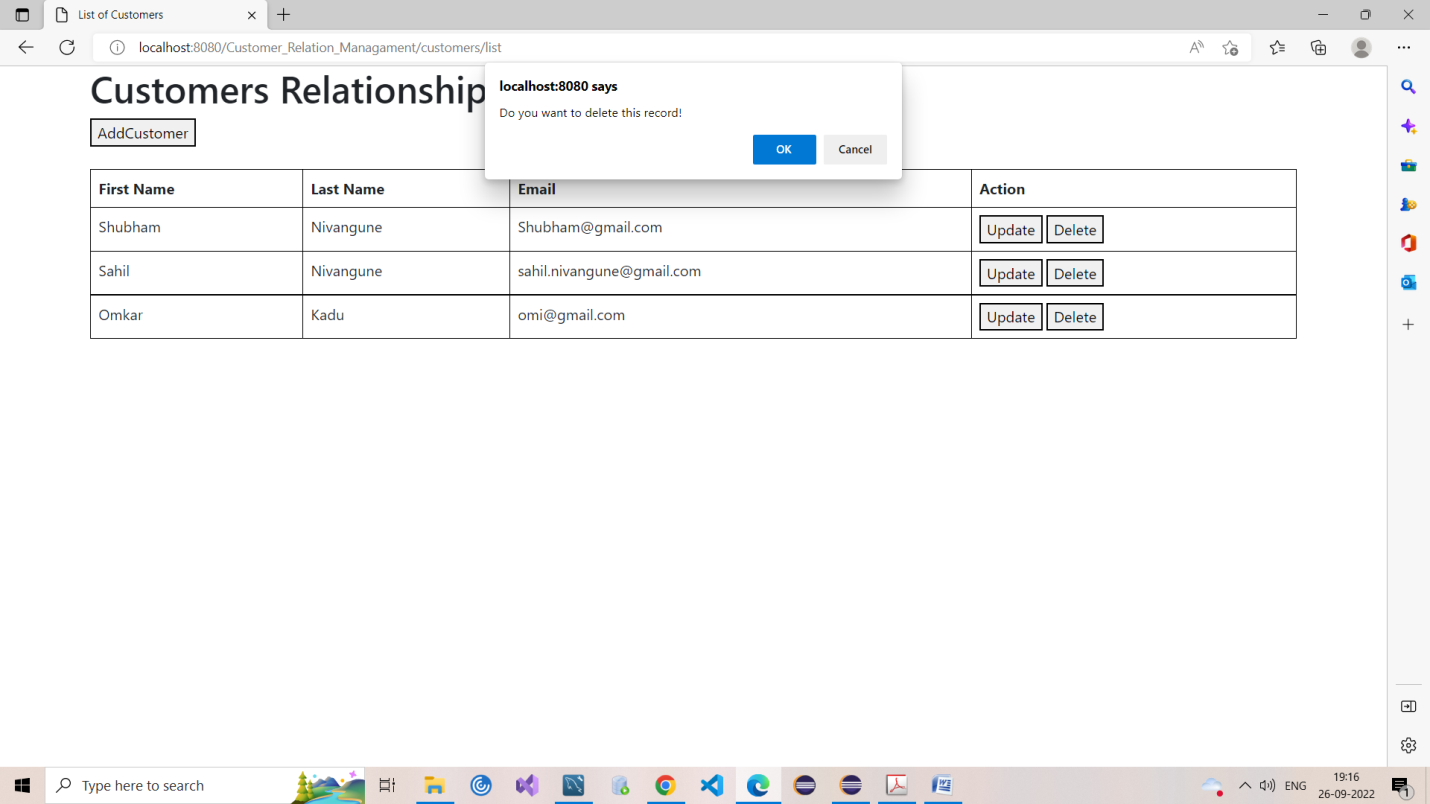 List of Customers
localhost:8080/Customer_Relation_Managament/customers/list
localhost:8080 says
Do you want to delete this record!
OK Cancel
Customers Relationship
AddCustomer
First Name Last Name Email Action
Shubham Nivangune Shubham@gmail.com Update Delete
Sahil Nivangune sahil.nivangune@gmail.com Update Delete
Omkar Kadu omi@gmail.com Update Delete
Type here to search
ENG
19:16
26-09-2022
1